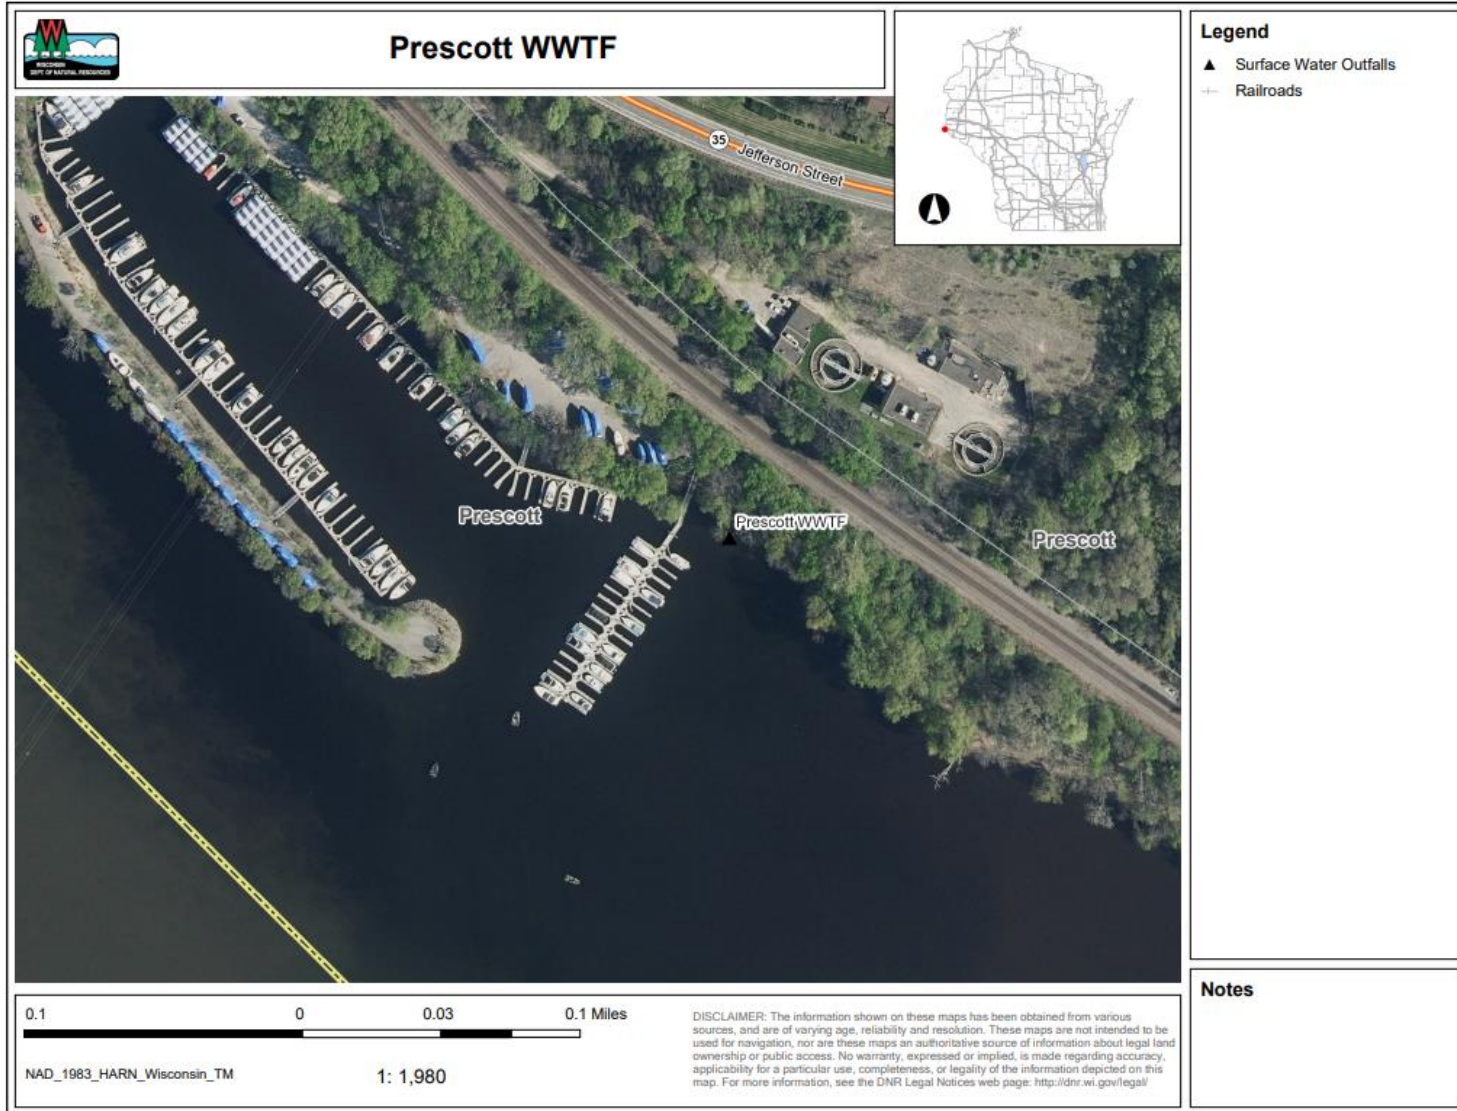 W
WISCONSIN
DEPT. OF NATURAL RESOURCES
Prescott WWTF
Legend
Surface Water Outfalls
Railroads
35
Jefferson Street
Prescott
Prescott WWTF
Prescott
0.1
0
0.03
0.1 Miles
NAD_1983_HARN_Wisconsin_TM
1: 1,980
DISCLAIMER: The information shown on these maps has been obtained from various
sources, and are of varying age, reliability and resolution. These maps are not intended to be
used for navigation, nor are these maps an authoritative source of information about legal land
ownership or public access. No warranty, expressed or implied, is made regarding accuracy,
applicability for a particular use, completeness, or legality of the information depicted on this
map. For more information, see the DNR Legal Notices web page: http://dnr.wi.gov/legal/
Notes